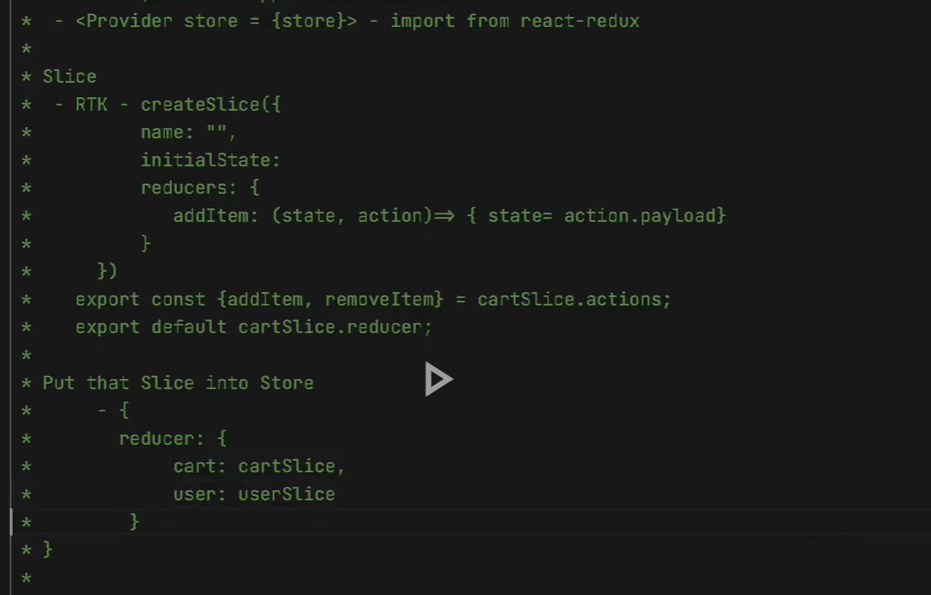 * - <Provider store = {store}> - import from react-redux
*
* Slice
* - RTK - createSlice({
* name: "",
* initialState:
* reducers: {
* addItem: (state, action)=> { state= action.payload}
* }
* })
* export const {addItem, removeItem} = cartSlice.actions;
* export default cartSlice.reducer;
*
* Put that Slice into Store
* - {
* reducer: {
* cart: cartSlice,
* user: userSlice
* }
* }
*